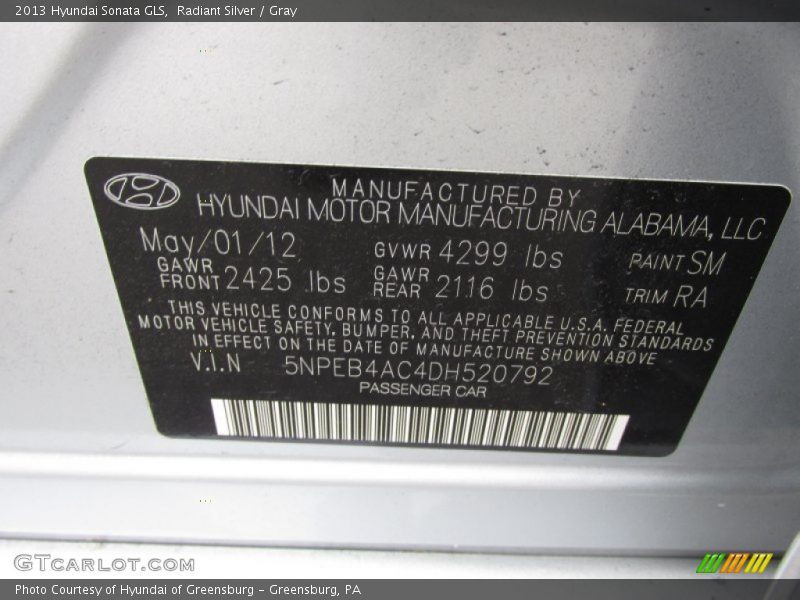 2013 Hyundai Sonata GLS, Radiant Silver / Gray
MANUFACTURED BY
HYUNDAI MOTOR MANUFACTURING ALABAMA, LLC
May/01/12 GVWR 4299 lbs PAINT SM
GAWR FRONT 2425 lbs GAWR REAR 2116 lbs TRIM RA
THIS VEHICLE CONFORMS TO ALL APPLICABLE U.S.A. FEDERAL
MOTOR VEHICLE SAFETY, BUMPER, AND THEFT PREVENTION STANDARDS
IN EFFECT ON THE DATE OF MANUFACTURE SHOWN ABOVE
V.I.N 5NPEB4AC4DH520792
PASSENGER CAR
GTCARLOT.COM
Photo Courtesy of Hyundai of Greensburg - Greensburg, PA